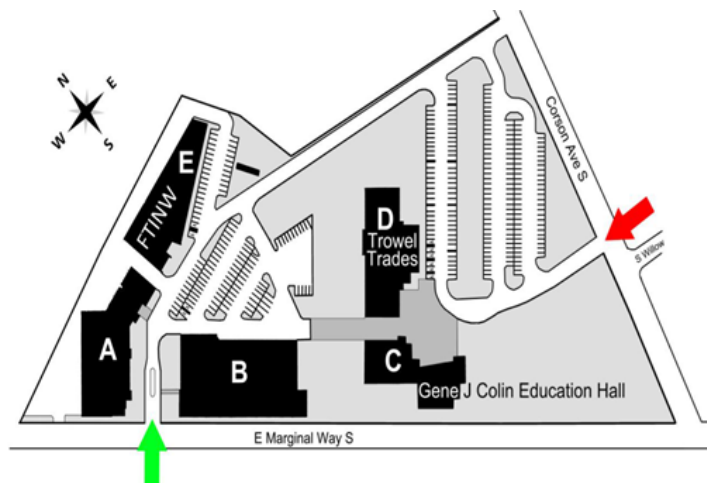 N
E
W
S
Corson Ave S
E
FTINW
D
Trowel
Trades
S Willow
A
B
C
Gene J Colin Education Hall
E Marginal Way S